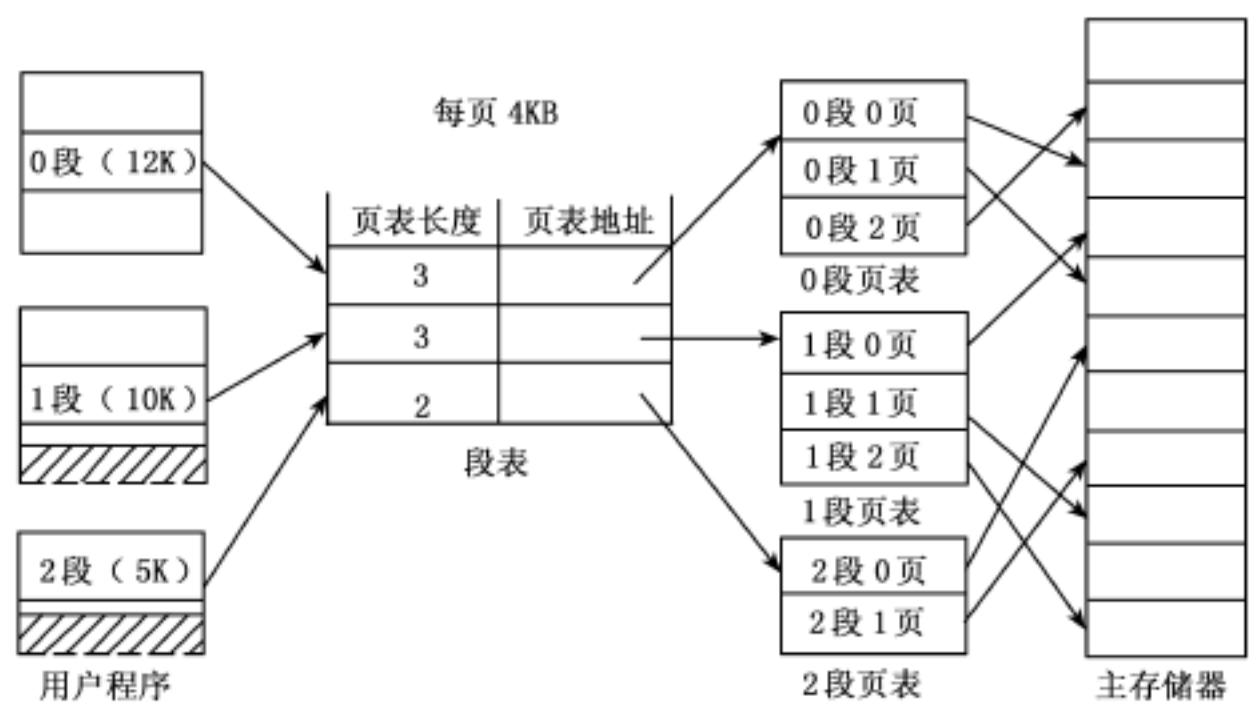 每页 4KB
0段（12K）
1段（10K）
2段（5K）
用户程序
页表长度 页表地址
3
3
2
段表
0段0页
0段1页
0段2页
0段页表
1段0页
1段1页
1段2页
1段页表
2段0页
2段1页
2段页表
主存储器